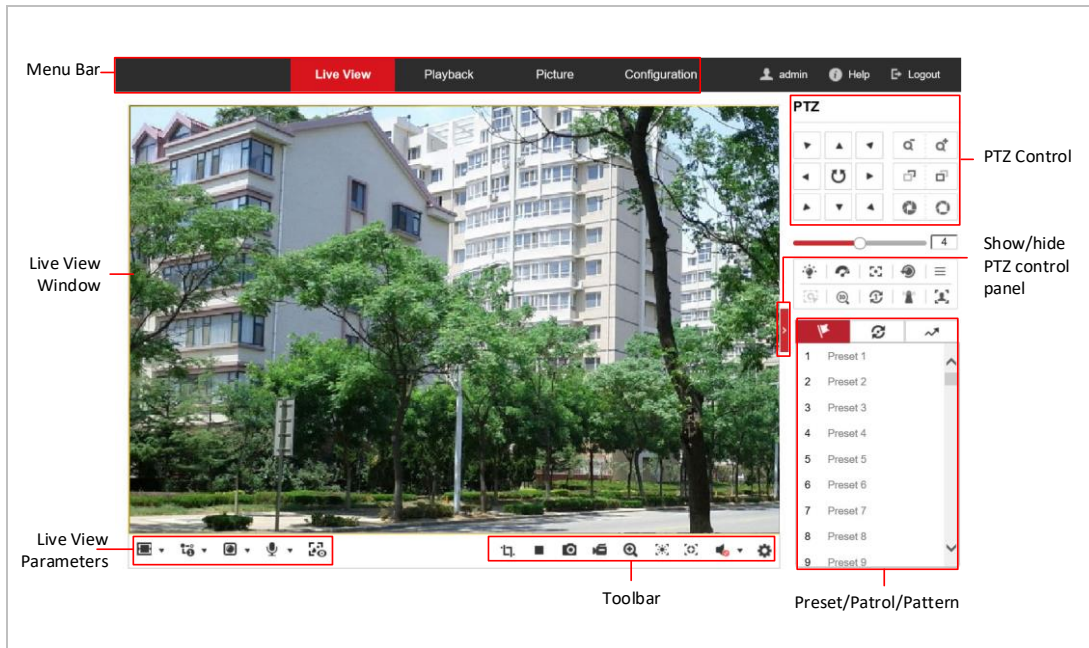 Menu Bar
Live View Playback Picture Configuration admin Help Logout
PTZ
PTZ Control
4
Show/hide
PTZ control
panel
Live View
Window
1 Preset 1
2 Preset 2
3 Preset 3
4 Preset 4
5 Preset 5
6 Preset 6
7 Preset 7
8 Preset 8
9 Preset 9
Live View
Parameters
Toolbar
Preset/Patrol/Pattern